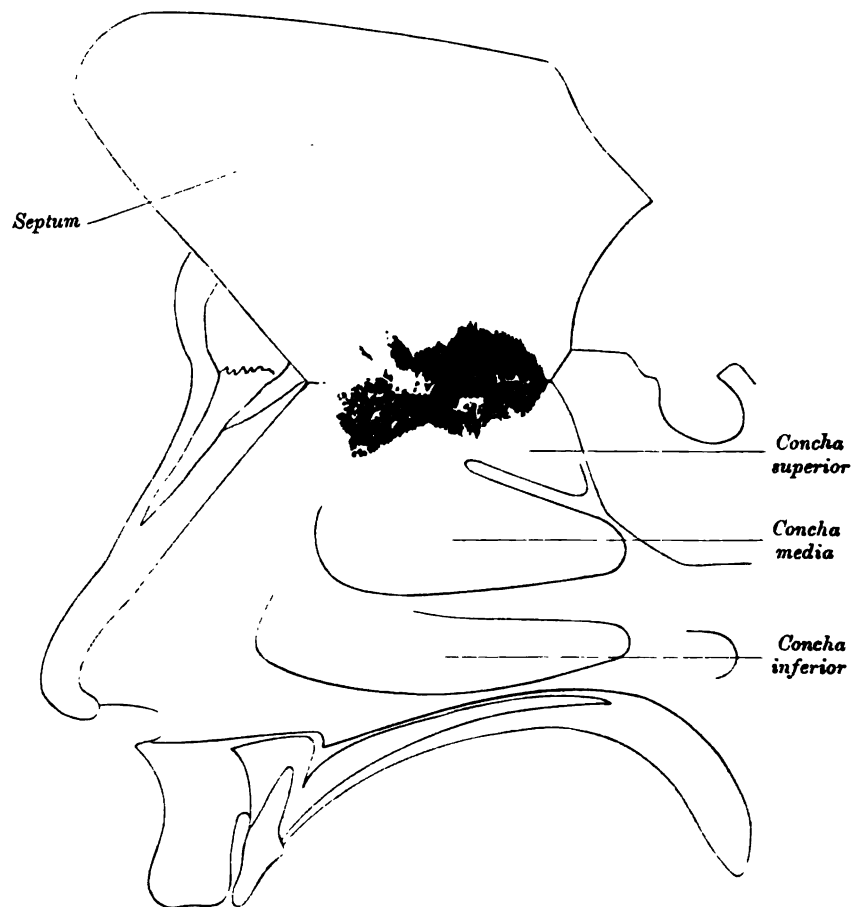 Septum
Concha
superior
Concha
media
Concha
inferior